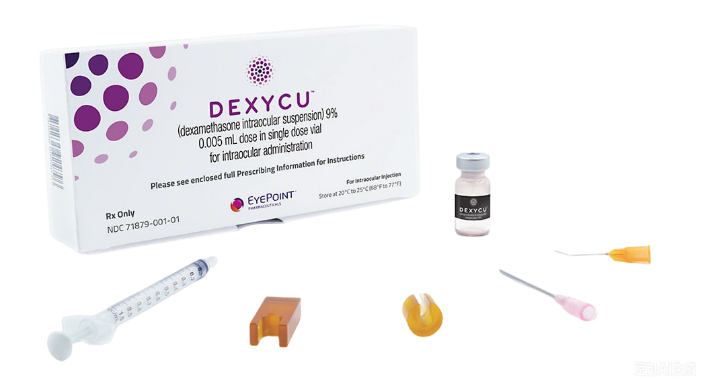 DEXYCU™
(dexamethasone intraocular suspension) 9%
0.005 mL dose in single dose vial
for intraocular administration
Please see enclosed full Prescribing Information for Instructions
For Intraocular Injection
Store at 20°C to 25°C (68°F to 77°F)
EYEPOINT
PHARMACEUTICALS
Rx Only
NDC 71879-001-01
DEXYCU